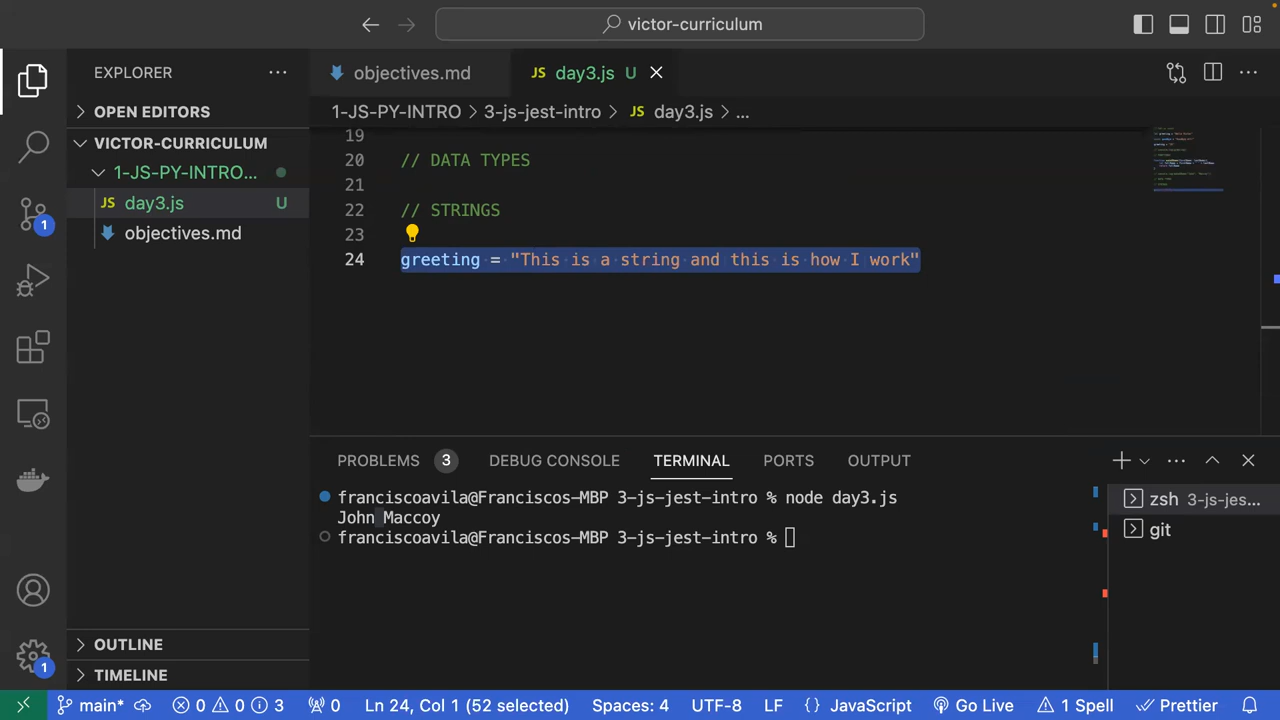 victor-curriculum
EXPLORER
objectives.md
JS day3.js U
OPEN EDITORS
1-JS-PY-INTRO > 3-js-jest-intro > JS day3.js > ...
VICTOR-CURRICULUM
1-JS-PY-INTRO...
JS day3.js U
objectives.md
19
20 // DATA TYPES
21
22 // STRINGS
23
24 greeting = "This is a string and this is how I work"
1
PROBLEMS 3 DEBUG CONSOLE TERMINAL PORTS OUTPUT
franciscoavila@Franciscos-MBP 3-js-jest-intro % node day3.js
John Maccoy
franciscoavila@Franciscos-MBP 3-js-jest-intro %
zsh 3-js-jes...
git
OUTLINE
TIMELINE
1
main* 0 0 3 0 Ln 24, Col 1 (52 selected) Spaces: 4 UTF-8 LF {} JavaScript Go Live 1 Spell Prettier